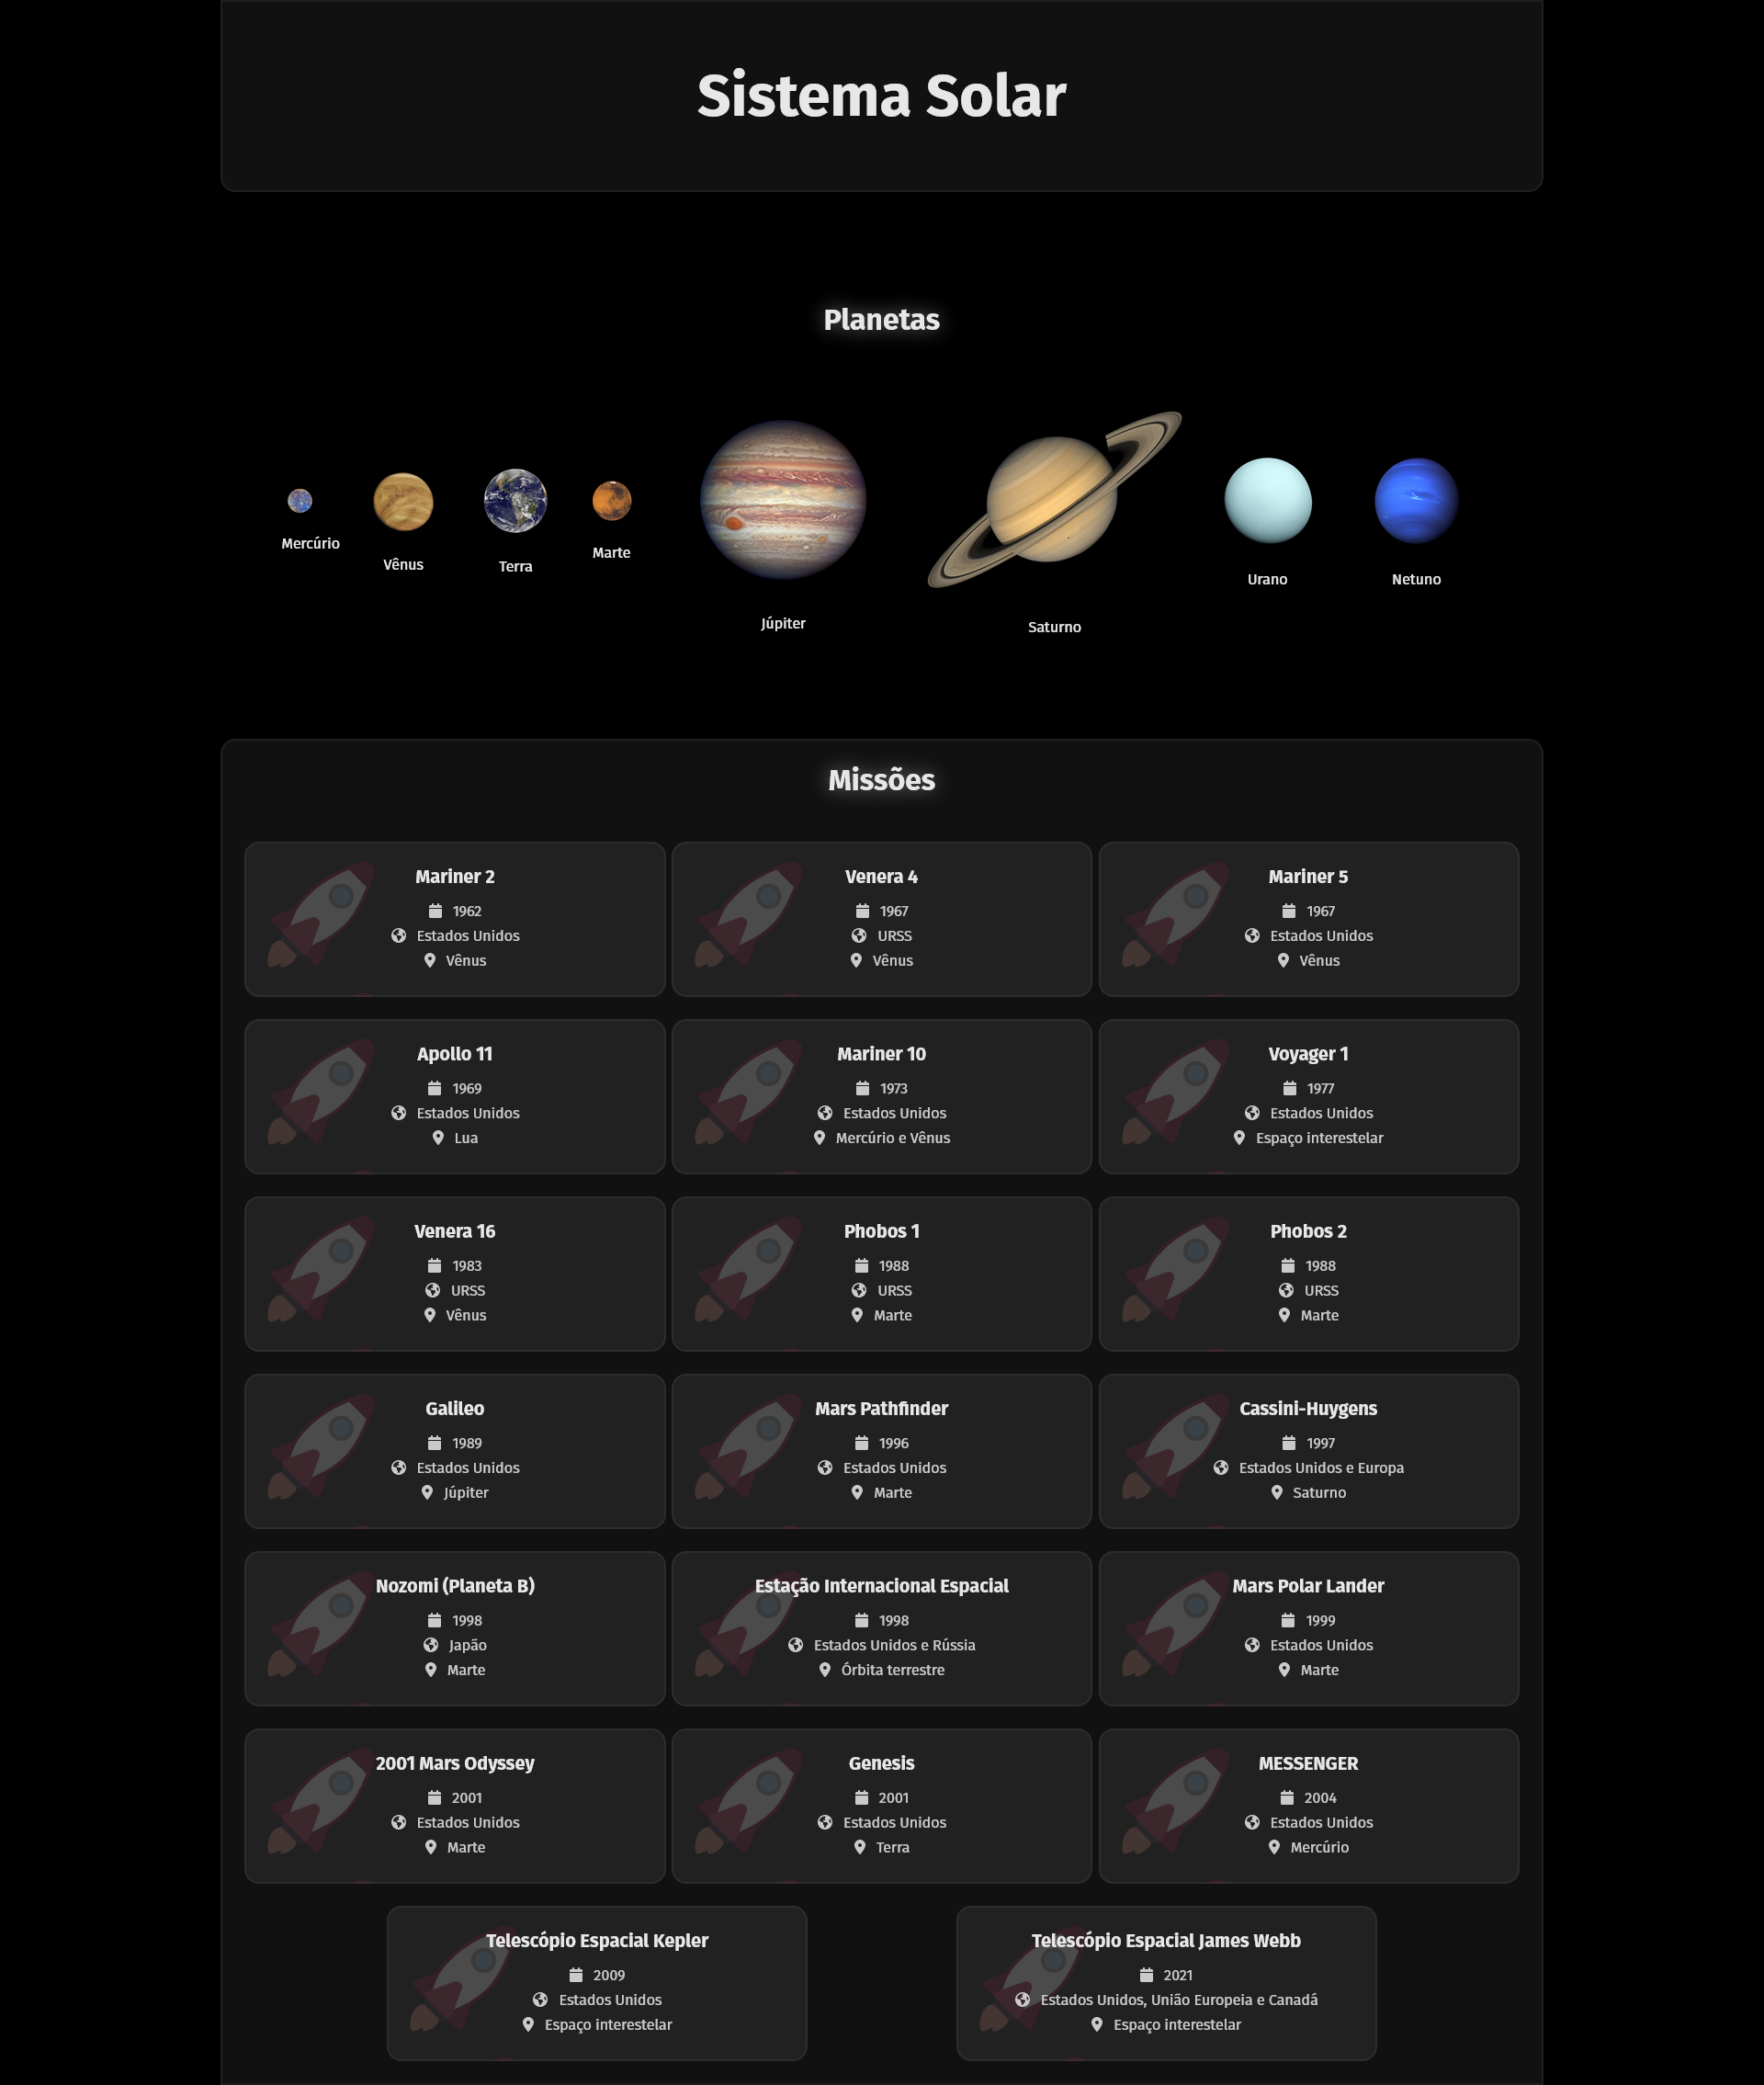 Sistema Solar
Planetas
Mercúrio
Vênus
Terra
Marte
Júpiter
Saturno
Urano
Netuno
Missões
Mariner 2
1962
Estados Unidos
Vênus
Venera 4
1967
URSS
Vênus
Mariner 5
1967
Estados Unidos
Vênus
Apollo 11
1969
Estados Unidos
Lua
Mariner 10
1973
Estados Unidos
Mercúrio e Vênus
Voyager 1
1977
Estados Unidos
Espaço interestelar
Venera 16
1983
URSS
Vênus
Phobos 1
1988
URSS
Marte
Phobos 2
1988
URSS
Marte
Galileo
1989
Estados Unidos
Júpiter
Mars Pathfinder
1996
Estados Unidos
Marte
Cassini-Huygens
1997
Estados Unidos e Europa
Saturno
Nozomi (Planeta B)
1998
Japão
Marte
Estação Internacional Espacial
1998
Estados Unidos e Rússia
Órbita terrestre
Mars Polar Lander
1999
Estados Unidos
Marte
2001 Mars Odyssey
2001
Estados Unidos
Marte
Genesis
2001
Estados Unidos
Terra
MESSENGER
2004
Estados Unidos
Mercúrio
Telescópio Espacial Kepler
2009
Estados Unidos
Espaço interestelar
Telescópio Espacial James Webb
2021
Estados Unidos, União Europeia e Canadá
Espaço interestelar